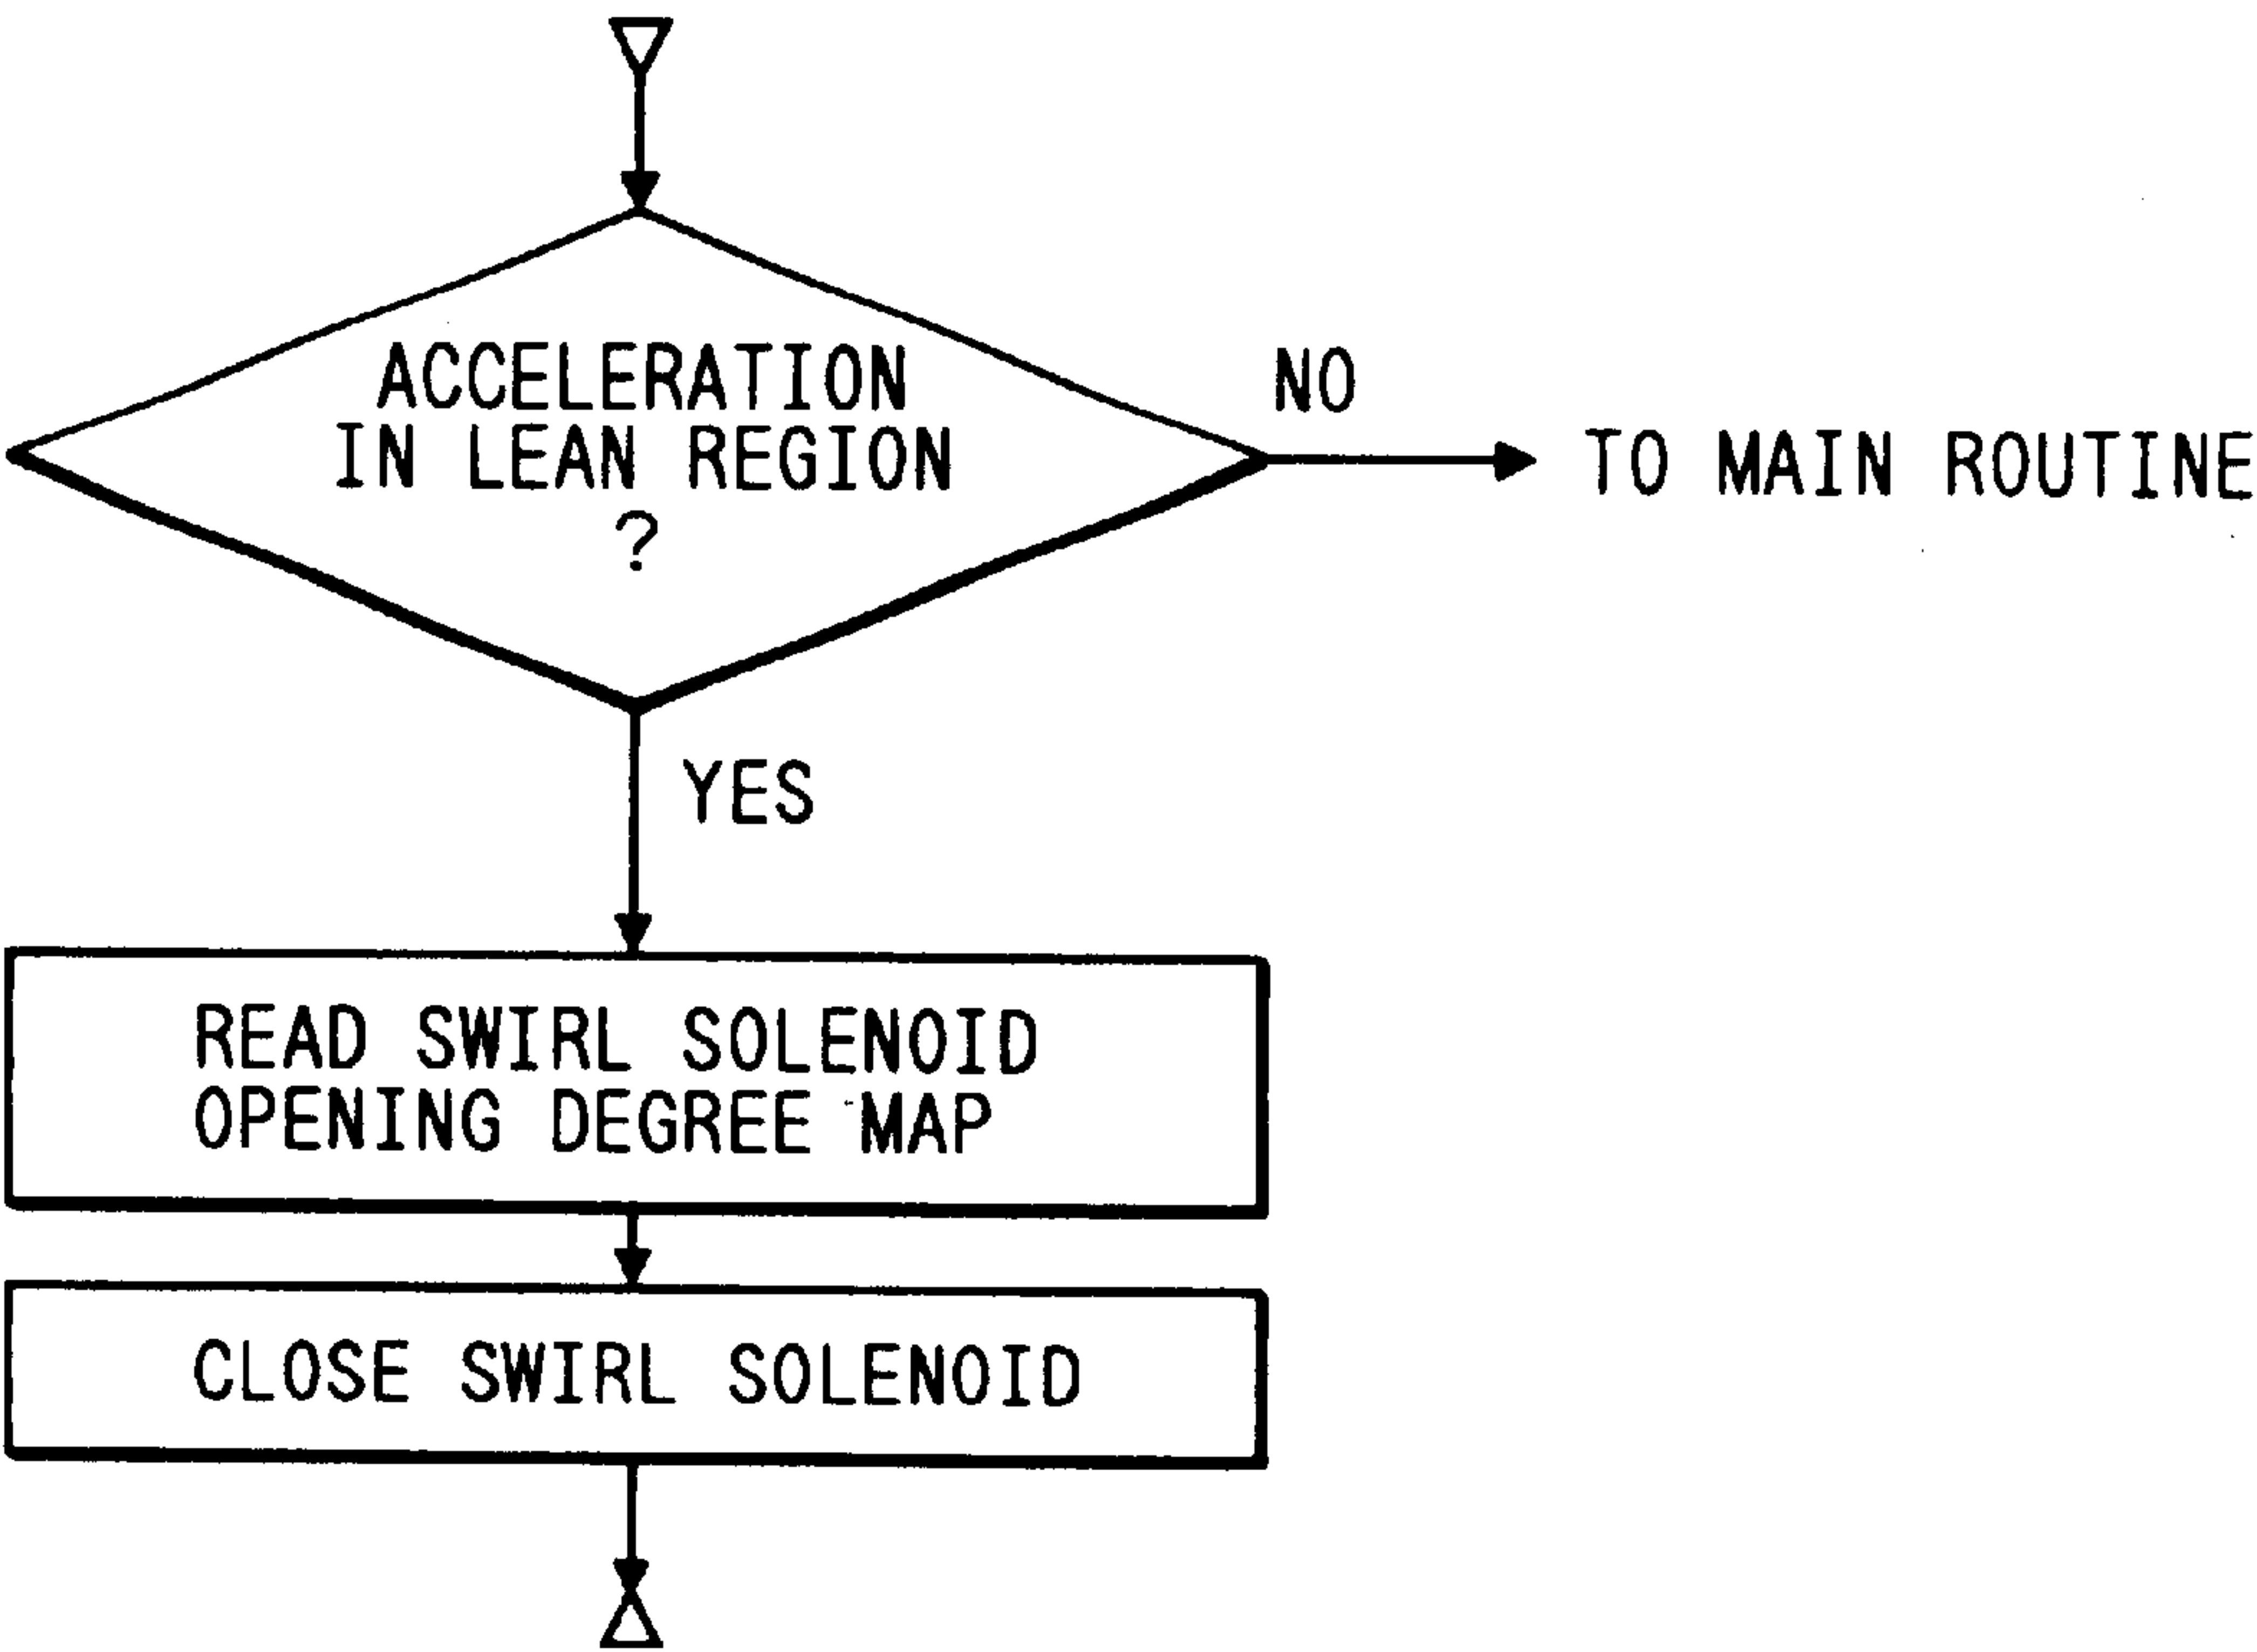 ACCELERATION
IN LEAN REGION
?
NO
TO MAIN ROUTINE
YES
READ SWIRL SOLENOID
OPENING DEGREE MAP
CLOSE SWIRL SOLENOID